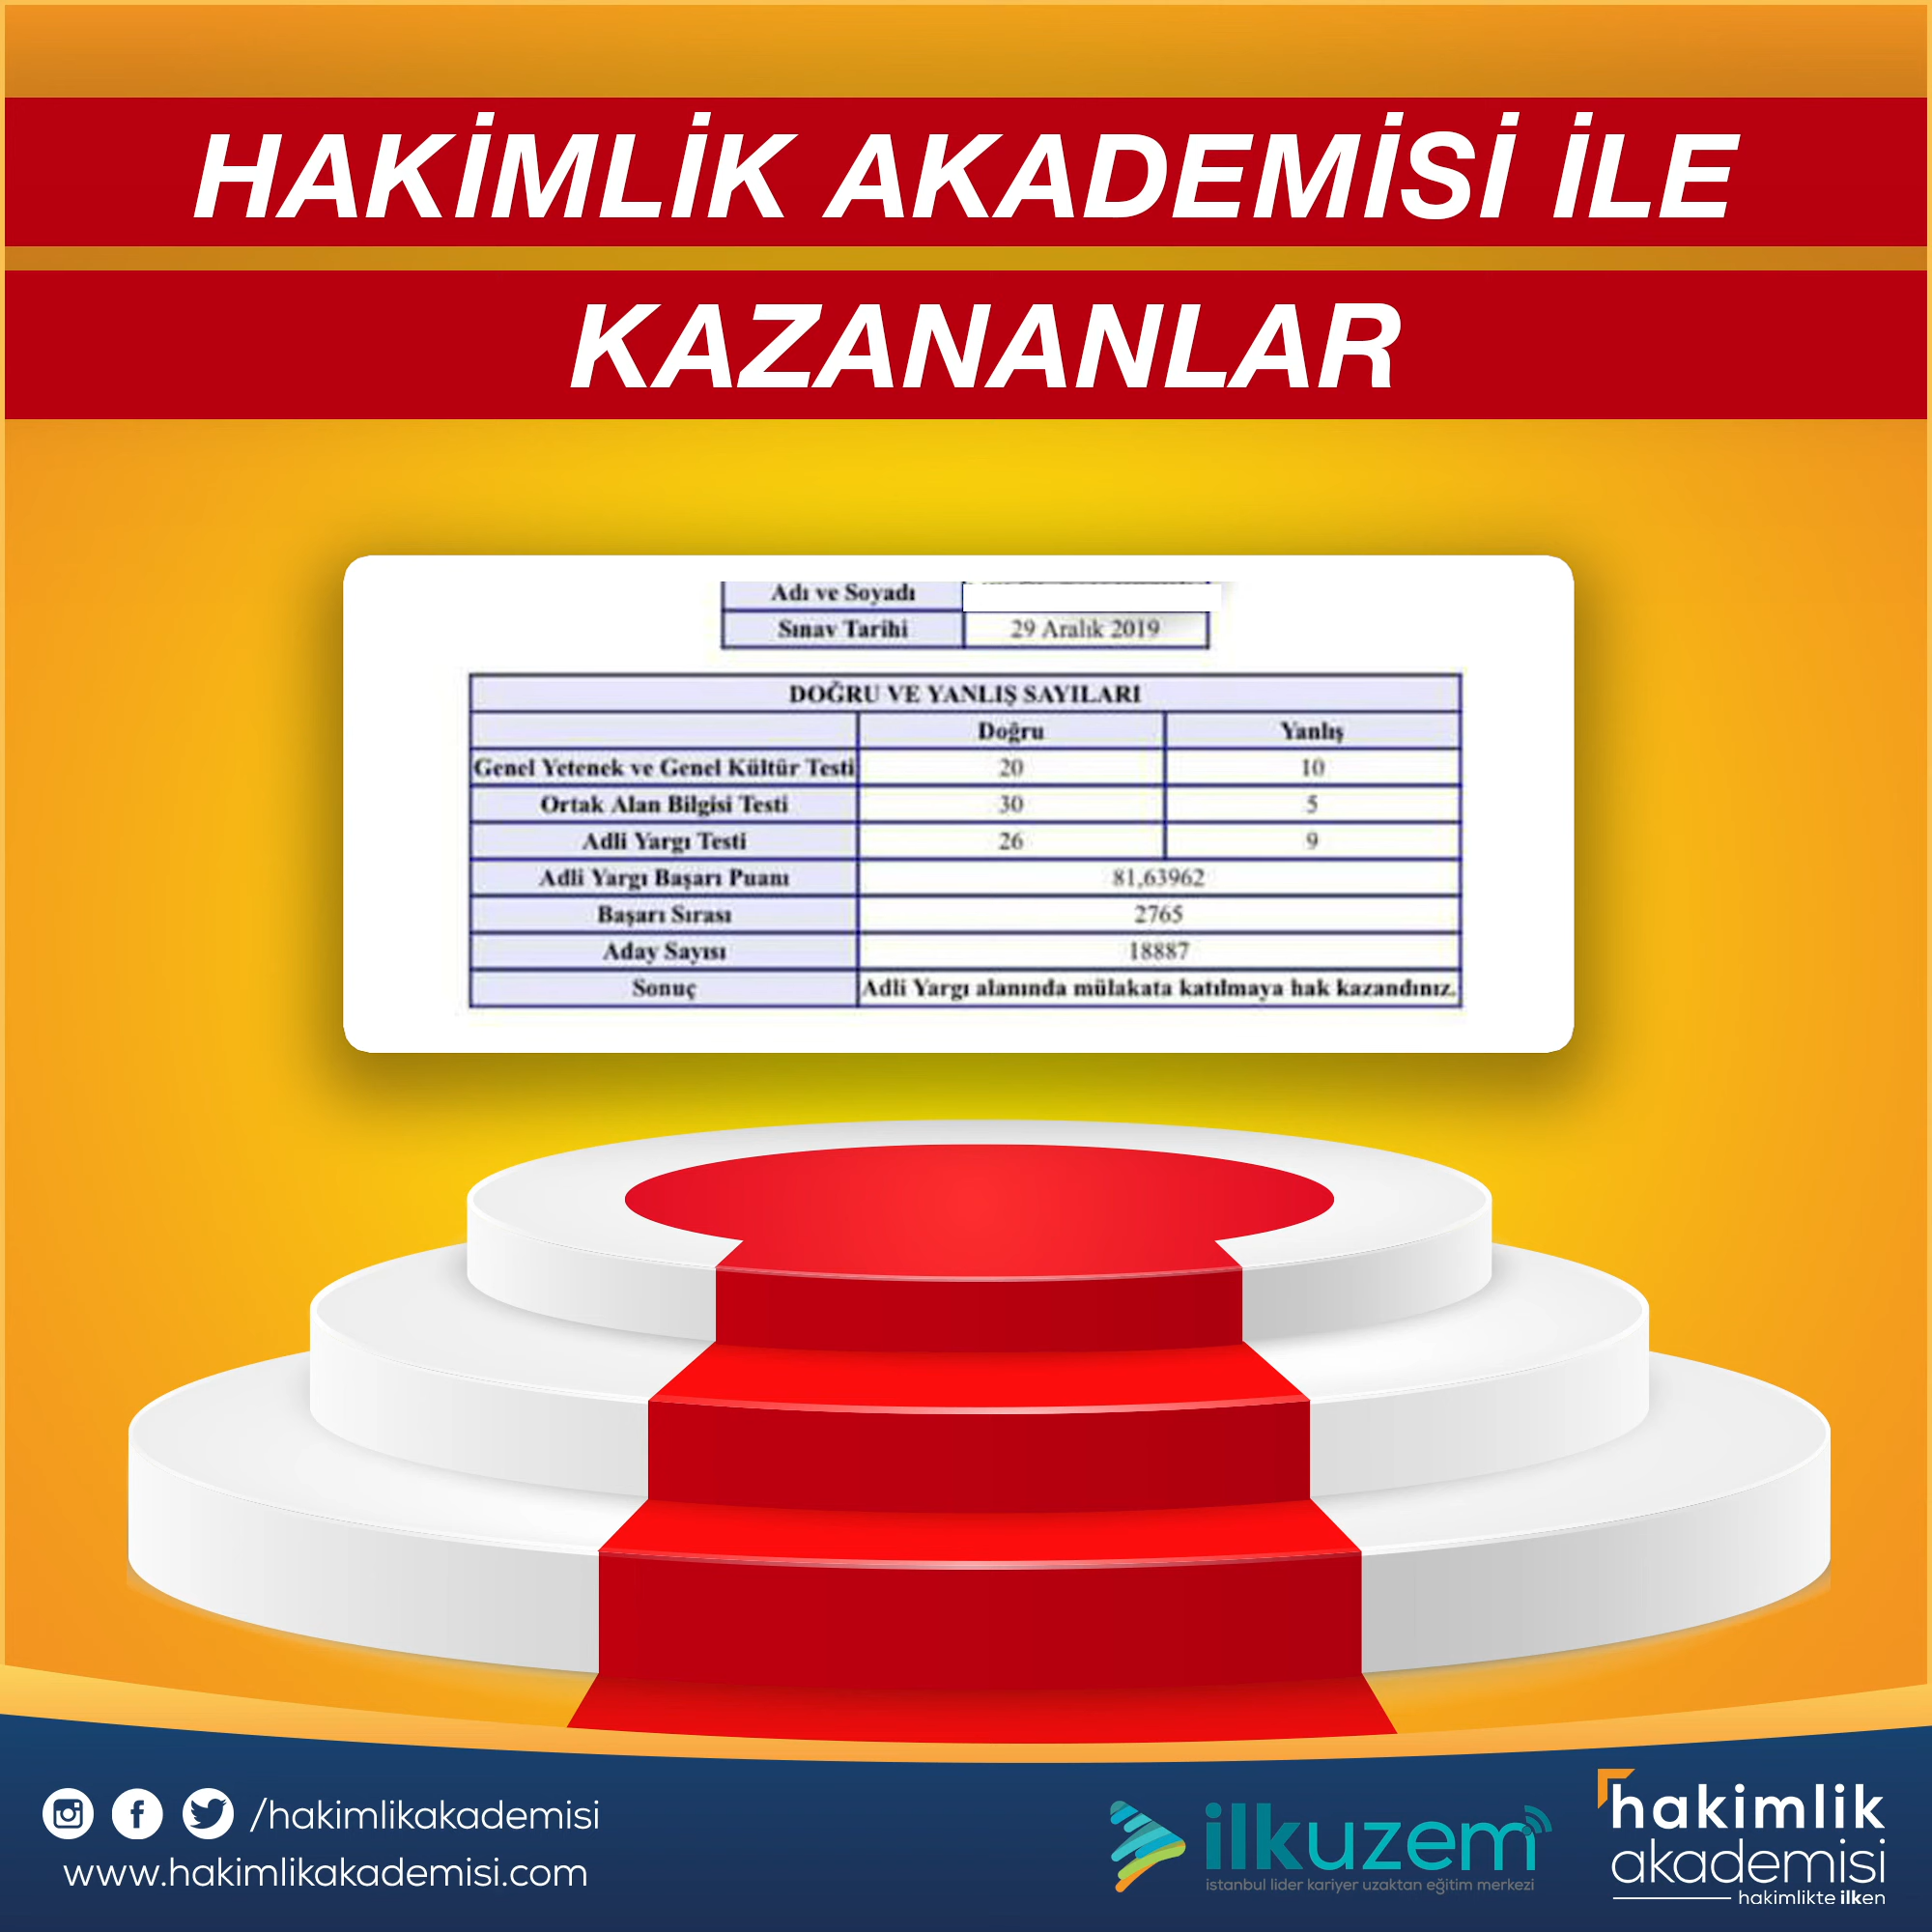 HAKİMLİK AKADEMİSİ İLE
KAZANANLAR
Adı ve Soyadı
Sınav Tarihi 29 Aralık 2019
DOĞRU VE YANLIŞ SAYILARI
Doğru Yanlış
Genel Yetenek ve Genel Kültür Testi 20 10
Ortak Alan Bilgisi Testi 30 5
Adli Yargı Testi 26 9
Adli Yargı Başarı Puanı 81,63962
Başarı Sırası 2765
Aday Sayısı 18887
Sonuç Adli Yargı alanında mülakata katılmaya hak kazandınız.
/hakimlikakademisi
www.hakimlikakademisi.com
ilkuzem
istanbul lider kariyer uzaktan eğitim merkezi
hakimlik
akademisi
hakimlikte ilken